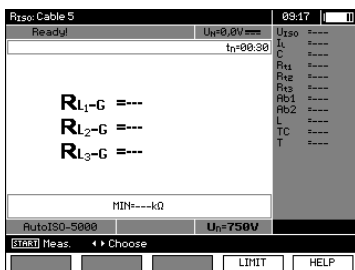 RISO: Cable 5 09:17
Ready! UN=0,0V
tn=00:30
RL1-G =---
RL2-G =---
RL3-G =---
MIN=---kΩ
AutoISO-5000 Un=750V
UISO =---
IL =---
C =---
Rt1 =---
Rt2 =---
Rt3 =---
Ab1 =---
Ab2 =---
L =---
TC =---
T =---
START Meas. Choose
LIMIT HELP